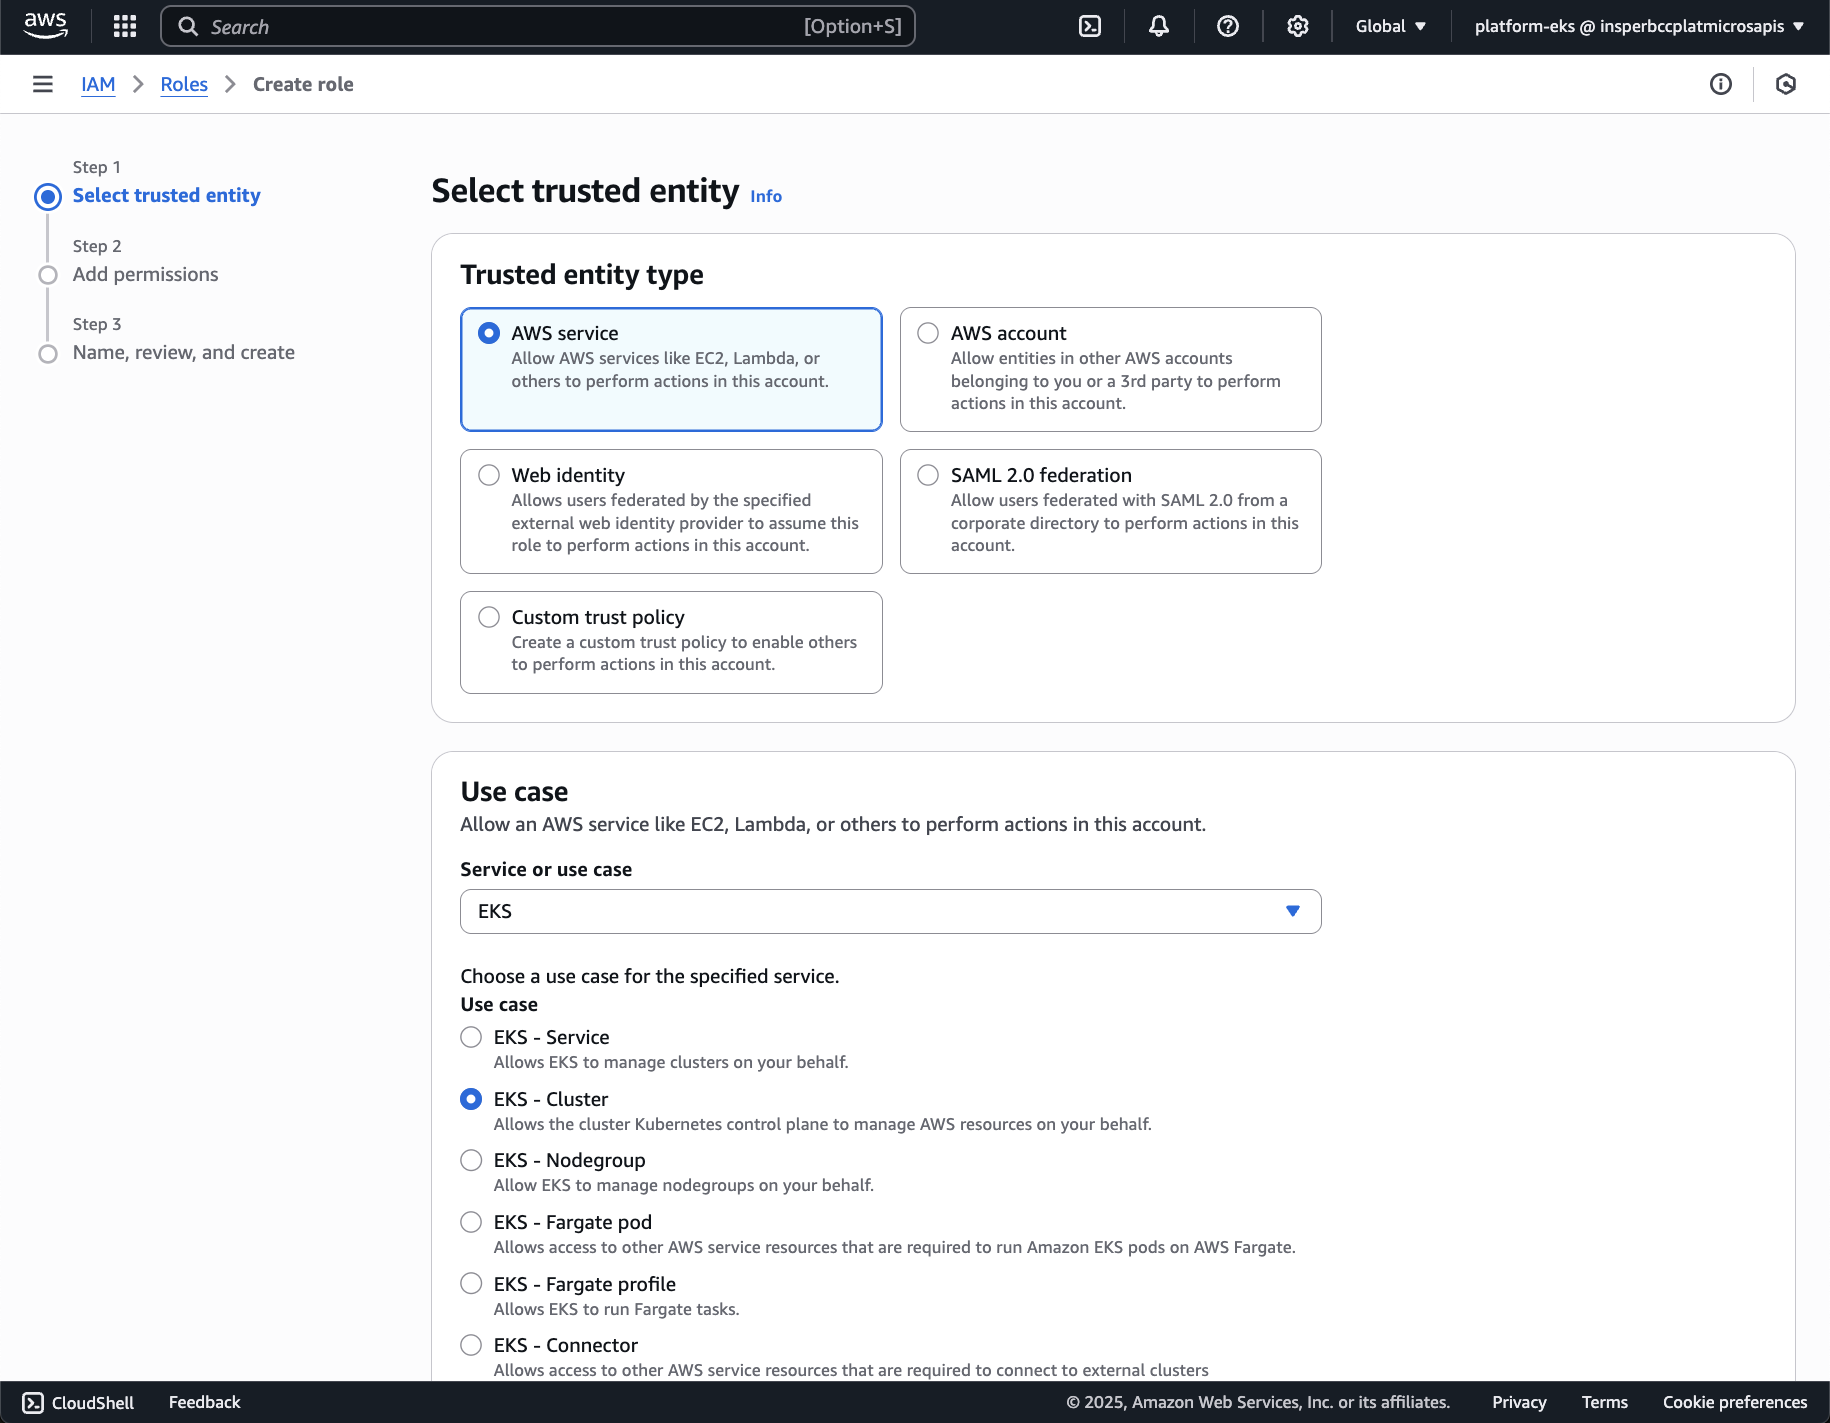 aws
Search
[Option+S]
Global
platform-eks @ insperbccplatmicrosapis
IAM
Roles
Create role
Step 1
Select trusted entity
Step 2
Add permissions
Step 3
Name, review, and create
Select trusted entity Info
Trusted entity type
AWS service
Allow AWS services like EC2, Lambda, or
others to perform actions in this account.
AWS account
Allow entities in other AWS accounts
belonging to you or a 3rd party to perform
actions in this account.
Web identity
Allows users federated by the specified
external web identity provider to assume this
role to perform actions in this account.
SAML 2.0 federation
Allow users federated with SAML 2.0 from a
corporate directory to perform actions in this
account.
Custom trust policy
Create a custom trust policy to enable others
to perform actions in this account.
Use case
Allow an AWS service like EC2, Lambda, or others to perform actions in this account.
Service or use case
EKS
Choose a use case for the specified service.
Use case
EKS - Service
Allows EKS to manage clusters on your behalf.
EKS - Cluster
Allows the cluster Kubernetes control plane to manage AWS resources on your behalf.
EKS - Nodegroup
Allow EKS to manage nodegroups on your behalf.
EKS - Fargate pod
Allows access to other AWS service resources that are required to run Amazon EKS pods on AWS Fargate.
EKS - Fargate profile
Allows EKS to run Fargate tasks.
EKS - Connector
Allows access to other AWS service resources that are required to connect to external clusters
CloudShell
Feedback
© 2025, Amazon Web Services, Inc. or its affiliates.
Privacy
Terms
Cookie preferences